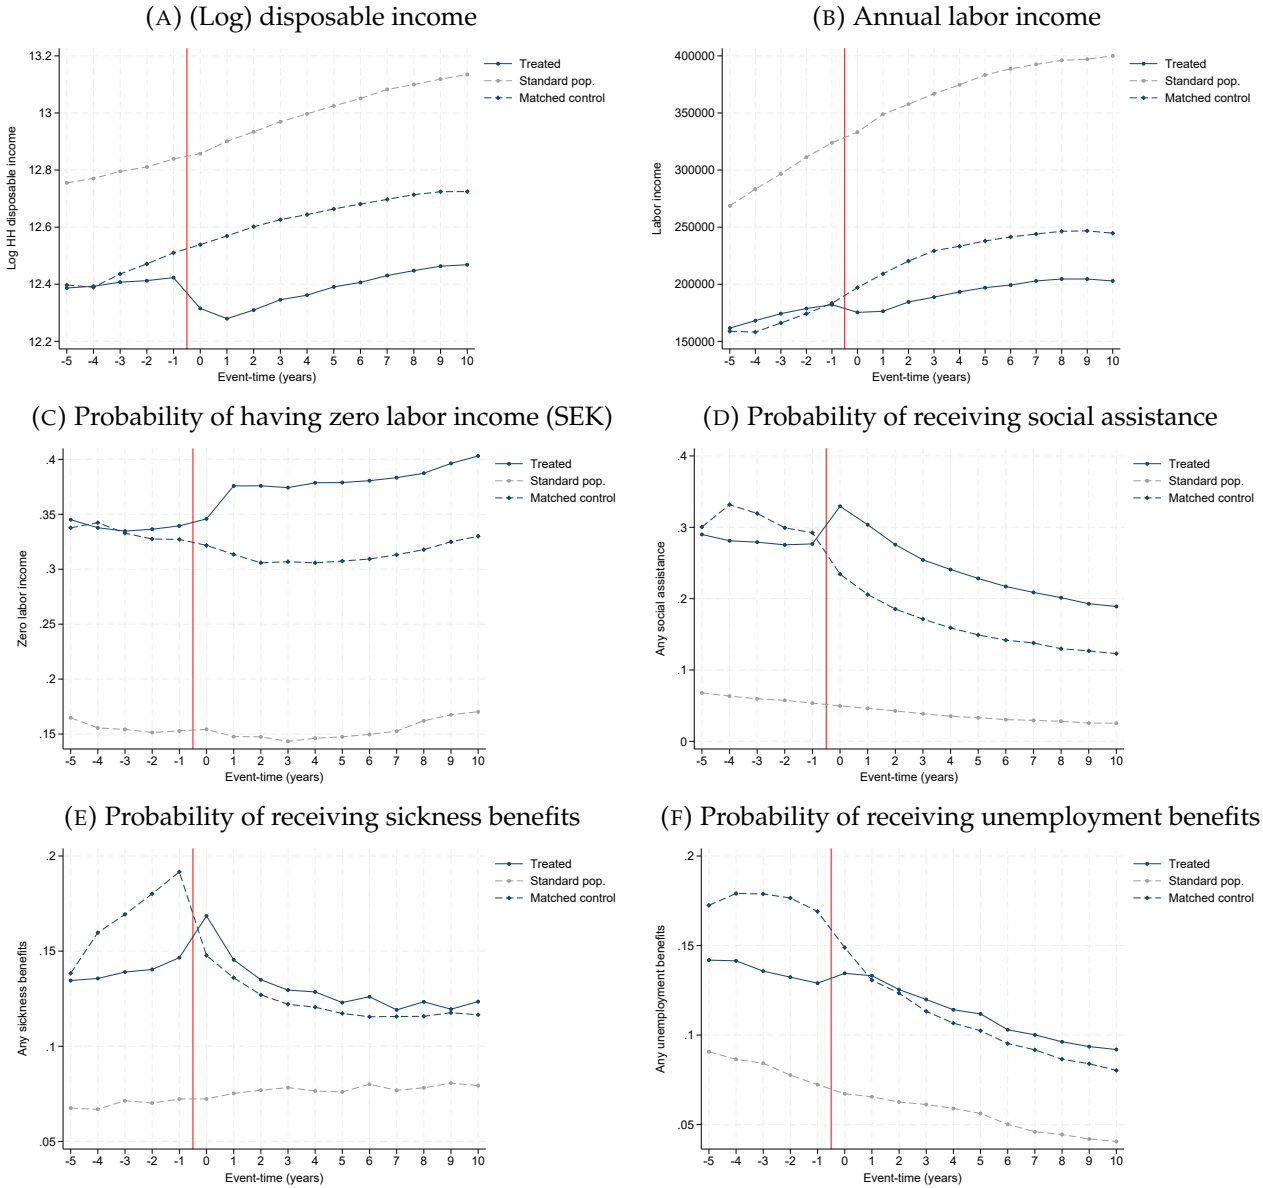 (A) (Log) disposable income
Log HH disposable income
13.2
13
12.8
12.6
12.4
12.2
-5 -4 -3 -2 -1 0 1 2 3 4 5 6 7 8 9 10
Event-time (years)
Treated
Standard pop.
Matched control
(B) Annual labor income
Labor income
400000
350000
300000
250000
200000
150000
-5 -4 -3 -2 -1 0 1 2 3 4 5 6 7 8 9 10
Event-time (years)
Treated
Standard pop.
Matched control
(C) Probability of having zero labor income (SEK)
Zero labor income
.4
.35
.3
.25
.2
.15
-5 -4 -3 -2 -1 0 1 2 3 4 5 6 7 8 9 10
Event-time (years)
Treated
Standard pop.
Matched control
(D) Probability of receiving social assistance
Any social assistance
.4
.3
.2
.1
0
-5 -4 -3 -2 -1 0 1 2 3 4 5 6 7 8 9 10
Event-time (years)
Treated
Standard pop.
Matched control
(E) Probability of receiving sickness benefits
Any sickness benefits
.2
.15
.1
.05
-5 -4 -3 -2 -1 0 1 2 3 4 5 6 7 8 9 10
Event-time (years)
Treated
Standard pop.
Matched control
(F) Probability of receiving unemployment benefits
Any unemployment benefits
.2
.15
.1
.05
-5 -4 -3 -2 -1 0 1 2 3 4 5 6 7 8 9 10
Event-time (years)
Treated
Standard pop.
Matched control